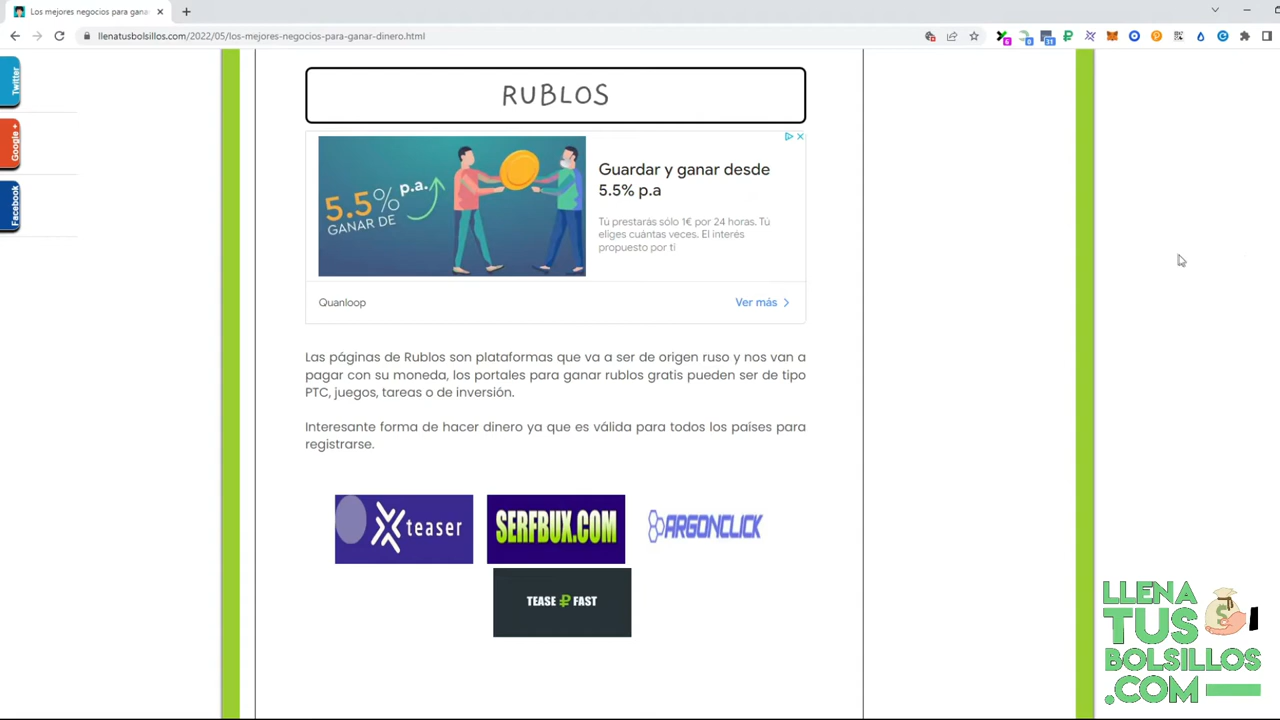 Los mejores negocios para gana
llenatusbolsillos.com/2022/05/los-mejores-negocios-para-ganar-dinero.html
6
8
31
Twitter
Google +
Facebook
RUBLOS
5.5% p.a.
GANAR DE
Guardar y ganar desde
5.5% p.a
Tú prestarás sólo 1€ por 24 horas. Tú
eliges cuántas veces. El interés
propuesto por ti
Quanloop
Ver más
Las páginas de Rublos son plataformas que va a ser de origen ruso y nos van a
pagar con su moneda, los portales para ganar rublos gratis pueden ser de tipo
PTC, juegos, tareas o de inversión.
Interesante forma de hacer dinero ya que es válida para todos los países para
registrarse.
teaser
SERFBUX.COM
ARGONCLICK
TEASE ₽ FAST
LLENA
TUS
BOLSILLOS
.COM